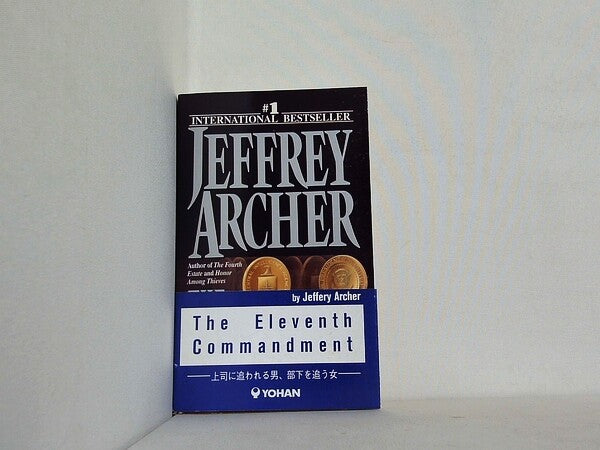 #1
INTERNATIONAL BESTSELLER
JEFFREY
ARCHER
Author of The Fourth
Estate and Honor
Among Thieves
by Jeffery Archer
The Eleventh
Commandment
上司に追われる男、部下を追う女
YOHAN